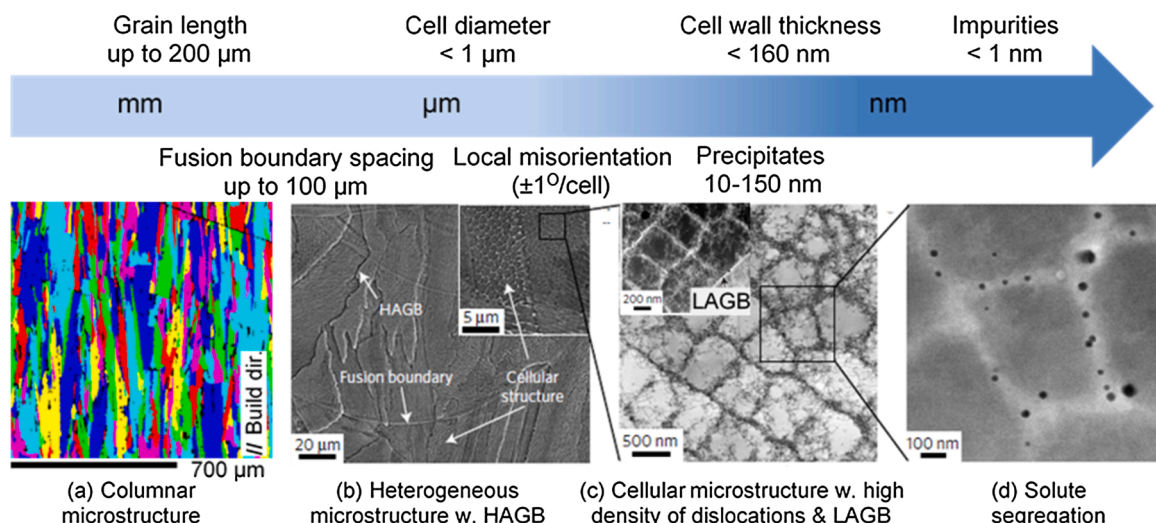 Grain length
up to 200 µm
Cell diameter
< 1 µm
Cell wall thickness
< 160 nm
Impurities
< 1 nm
mm
µm
nm
Fusion boundary spacing
up to 100 µm
Local misorientation
(±1⁰/cell)
Precipitates
10-150 nm
// Build dir.
700 µm
HAGB
5 µm
Fusion boundary
Cellular
structure
20 µm
200 nm
LAGB
500 nm
100 nm
(a) Columnar
microstructure
(b) Heterogeneous
microstructure w. HAGB
(c) Cellular microstructure w. high
density of dislocations & LAGB
(d) Solute
segregation